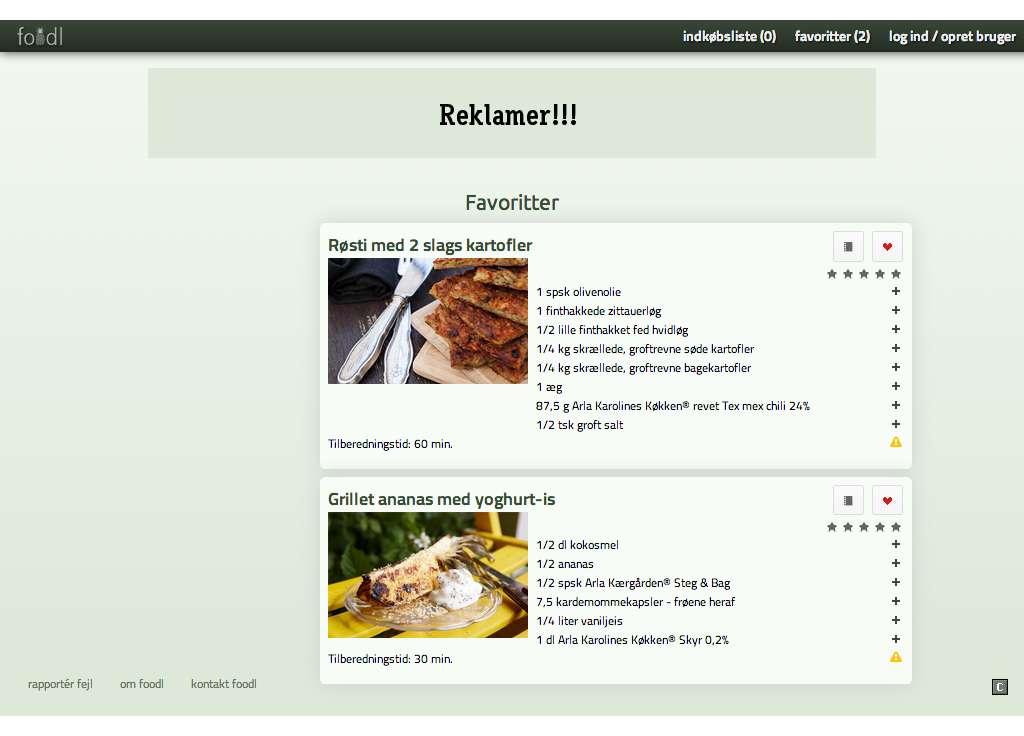 foodl
indkøbsliste (0) favoritter (2) log ind / opret bruger
Reklamer!!!
Favoritter
Røsti med 2 slags kartofler
1 spsk olivenolie
1 finthakkede zittauerløg
1/2 lille finthakket fed hvidløg
1/4 kg skrællede, groftrevne søde kartofler
1/4 kg skrællede, groftrevne bagekartofler
1 æg
87,5 g Arla Karolines Køkken® revet Tex mex chili 24%
1/2 tsk groft salt
Tilberedningstid: 60 min.
Grillet ananas med yoghurt-is
1/2 dl kokosmel
1/2 ananas
1/2 spsk Arla Kærgården® Steg & Bag
7,5 kardemommekapsler - frøene heraf
1/4 liter vaniljeis
1 dl Arla Karolines Køkken® Skyr 0,2%
Tilberedningstid: 30 min.
rapportér fejl om foodl kontakt foodl
C